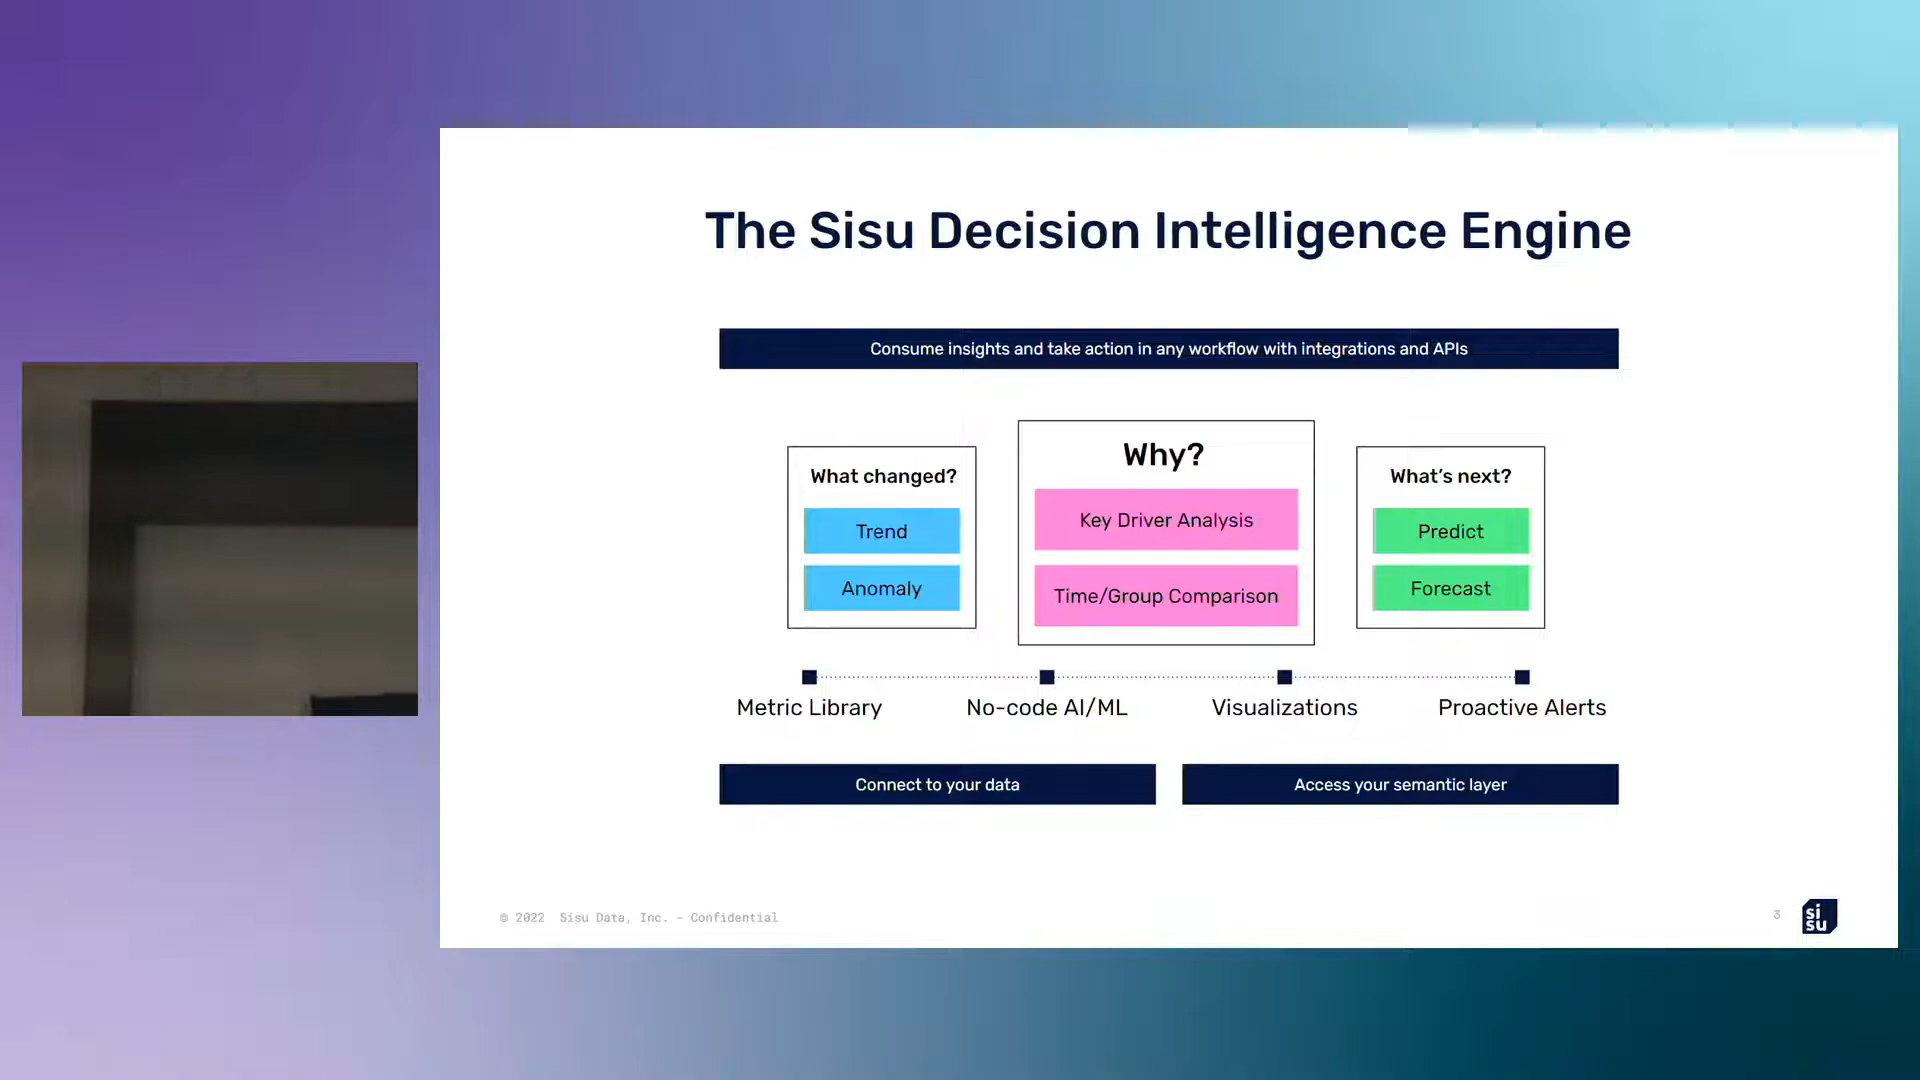 The Sisu Decision Intelligence Engine
Consume insights and take action in any workflow with integrations and APIs
What changed?
Trend
Anomaly
Why?
Key Driver Analysis
Time/Group Comparison
What's next?
Predict
Forecast
Metric Library
No-code AI/ML
Visualizations
Proactive Alerts
Connect to your data
Access your semantic layer
© 2022 Sisu Data, Inc. - Confidential
3
si
su